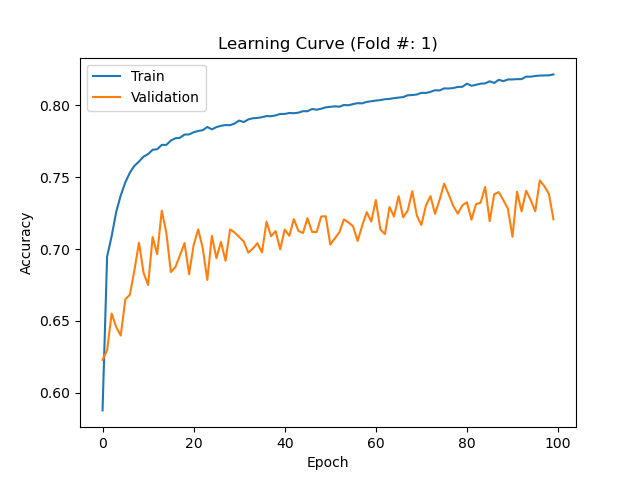 Learning Curve (Fold #: 1)
Train
Validation
0.80
0.75
0.70
0.65
0.60
Accuracy
0 20 40 60 80 100
Epoch